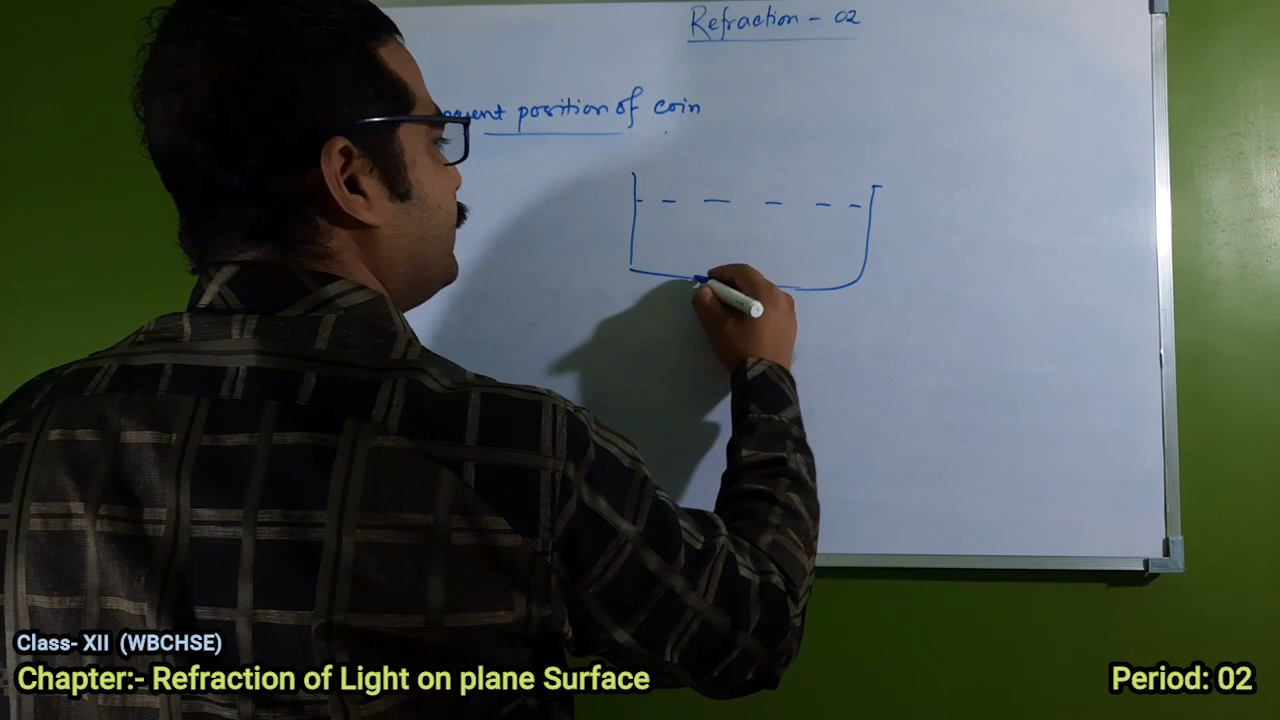 Refraction - 02
position of coin
Class- XII (WBCHSE)
Chapter:- Refraction of Light on plane Surface
Period: 02